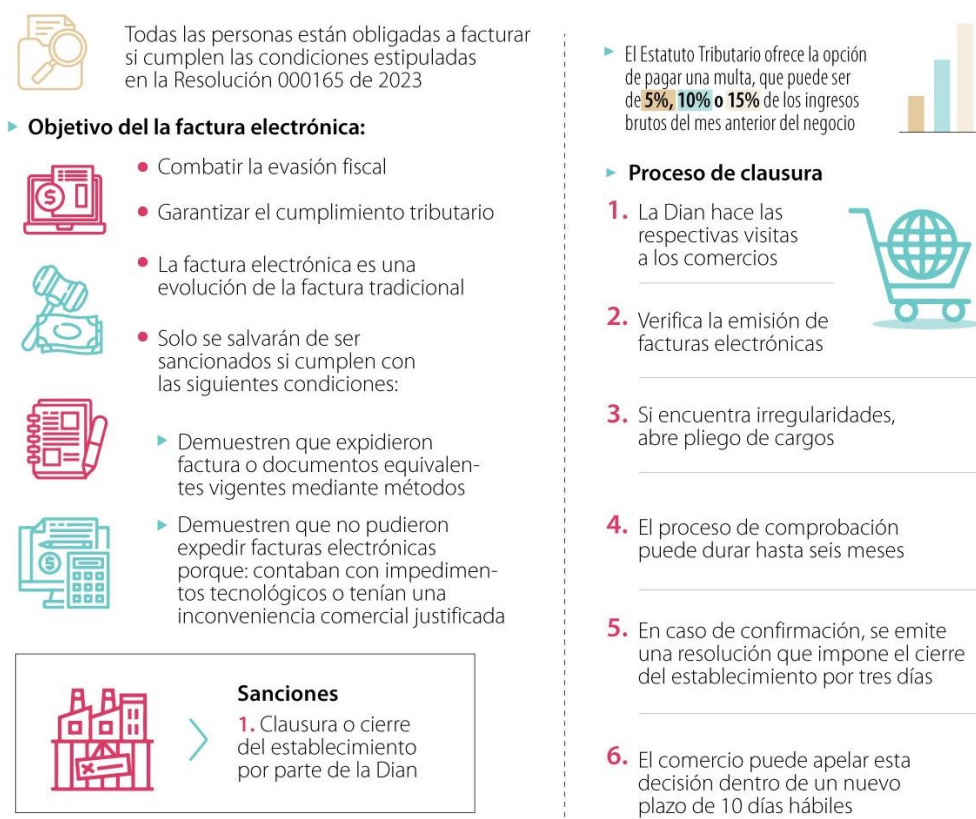 Todas las personas están obligadas a facturar
si cumplen las condiciones estipuladas
en la Resolución 000165 de 2023
Objetivo del la factura electrónica:
Combatir la evasión fiscal
Garantizar el cumplimiento tributario
La factura electrónica es una
evolución de la factura tradicional
Solo se salvarán de ser
sancionados si cumplen con
las siguientes condiciones:
Demuestren que expidieron
factura o documentos equivalen-
tes vigentes mediante métodos
Demuestren que no pudieron
expedir facturas electrónicas
porque: contaban con impedimen-
tos tecnológicos o tenían una
inconveniencia comercial justificada
Sanciones
1. Clausura o cierre
del establecimiento
por parte de la Dian
El Estatuto Tributario ofrece la opción
de pagar una multa, que puede ser
de 5%, 10% o 15% de los ingresos
brutos del mes anterior del negocio
Proceso de clausura
1. La Dian hace las
respectivas visitas
a los comercios
2. Verifica la emisión de
facturas electrónicas
3. Si encuentra irregularidades,
abre pliego de cargos
4. El proceso de comprobación
puede durar hasta seis meses
5. En caso de confirmación, se emite
una resolución que impone el cierre
del establecimiento por tres días
6. El comercio puede apelar esta
decisión dentro de un nuevo
plazo de 10 días hábiles